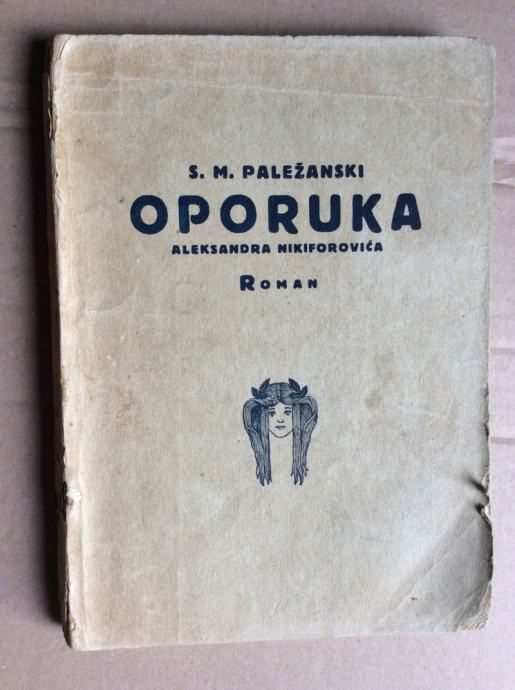 S. M. PALEŽANSKI
OPORUKA
ALEKSANDRA NIKIFOROVIĆA
ROMAN